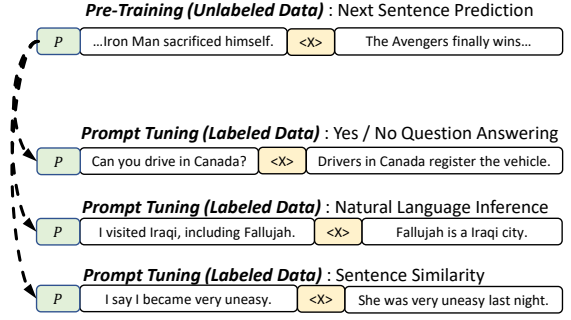 Pre-Training (Unlabeled Data) : Next Sentence Prediction
P …Iron Man sacrificed himself. <X> The Avengers finally wins…
Prompt Tuning (Labeled Data) : Yes / No Question Answering
P Can you drive in Canada? <X> Drivers in Canada register the vehicle.
Prompt Tuning (Labeled Data) : Natural Language Inference
P I visited Iraqi, including Fallujah. <X> Fallujah is a Iraqi city.
Prompt Tuning (Labeled Data) : Sentence Similarity
P I say I became very uneasy. <X> She was very uneasy last night.